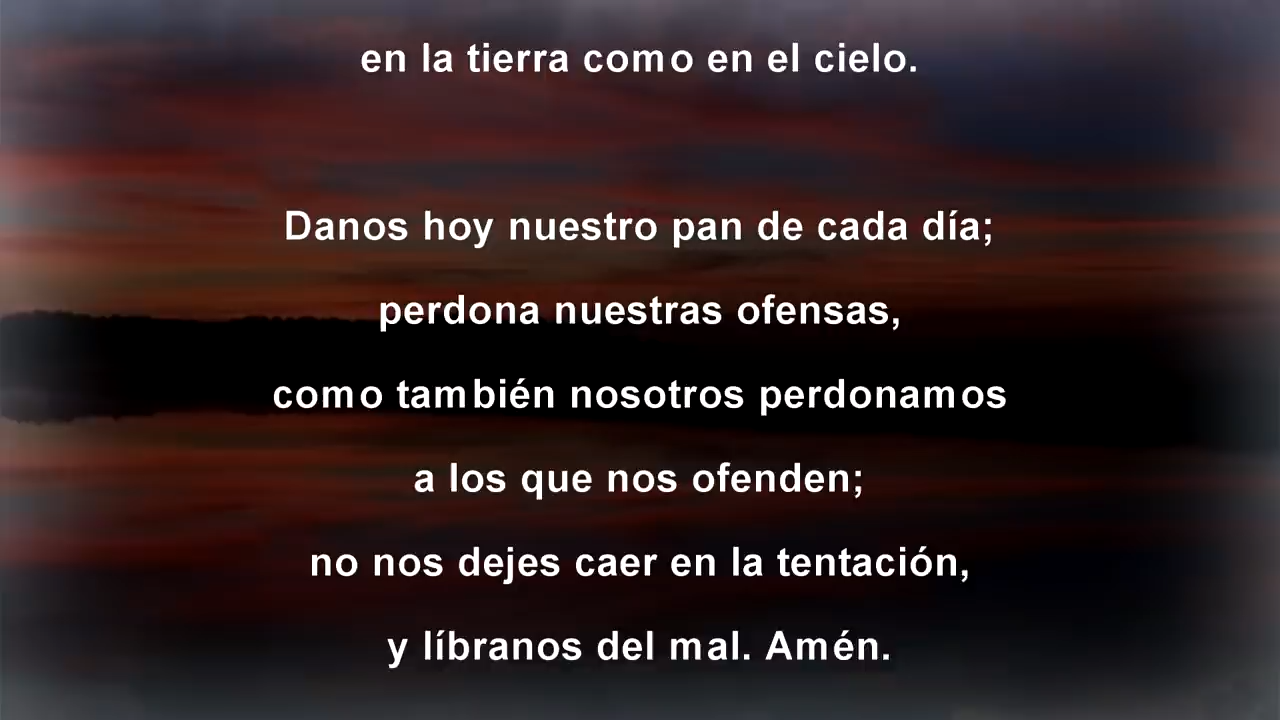 en la tierra como en el cielo.
Danos hoy nuestro pan de cada día;
perdona nuestras ofensas,
como también nosotros perdonamos
a los que nos ofenden;
no nos dejes caer en la tentación,
y líbranos del mal. Amén.